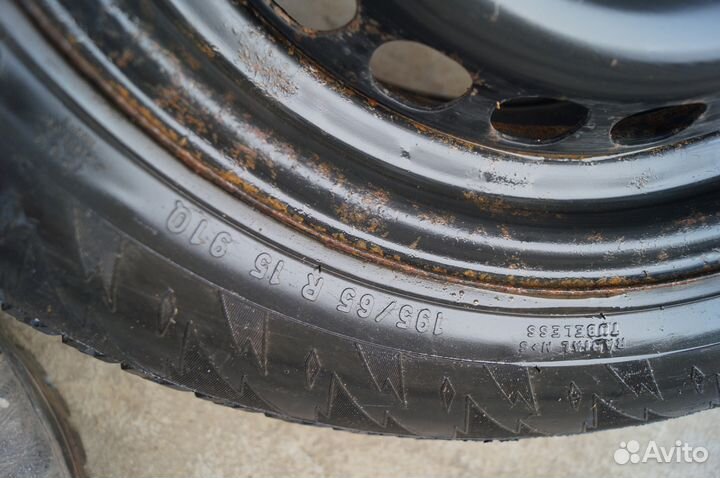 195/65 R 15 91Q
RADIAL M+S
TUBELESS
Avito